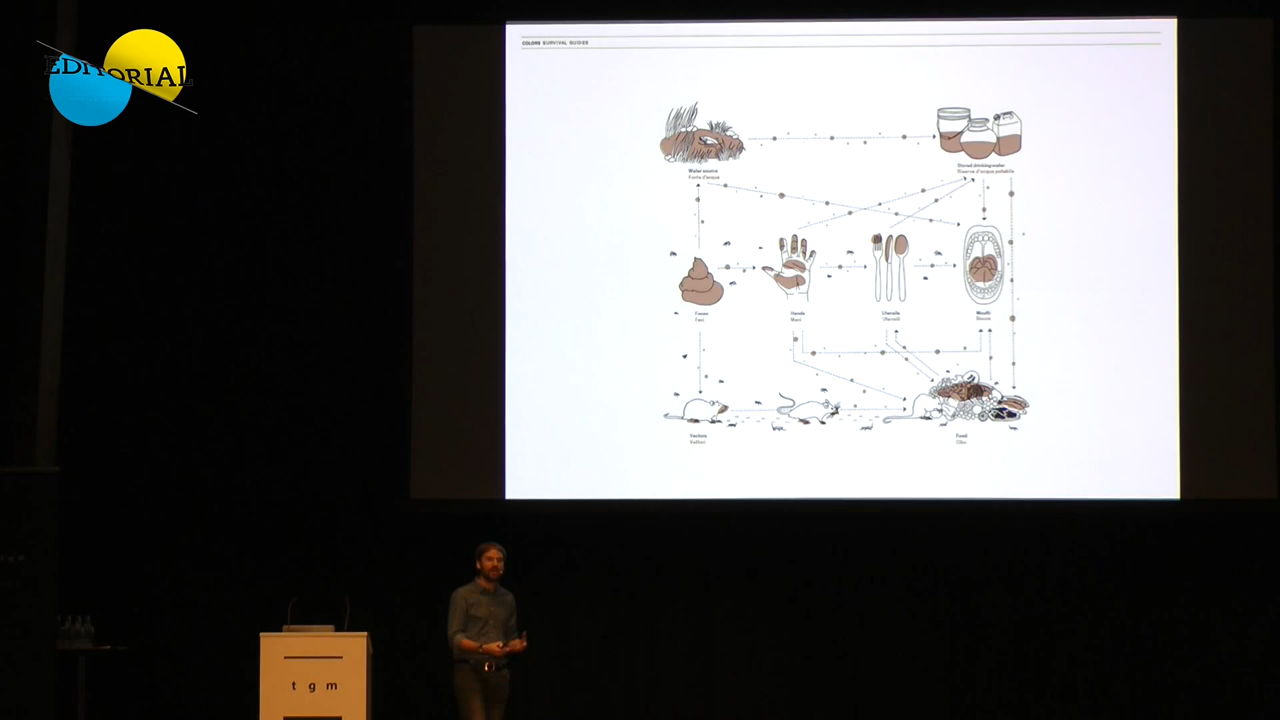 EDITORIAL
COLORS SURVIVAL GUIDES
Water source
Fonte d'acqua
Stored drinking water
Riserve d'acqua potabile
Faeces
Feci
Hands
Mani
Utensils
Utensili
Mouth
Bocca
Vectors
Vettori
Food
Cibo
t g m